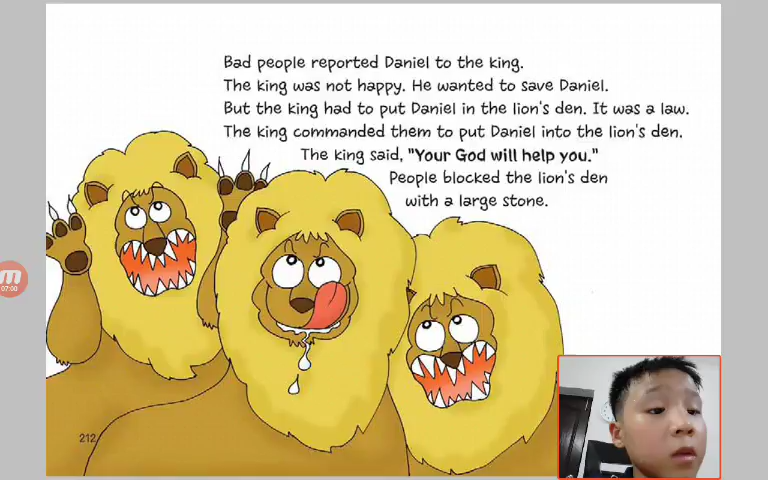 Bad people reported Daniel to the king.
The king was not happy. He wanted to save Daniel.
But the king had to put Daniel in the lion's den. It was a law.
The king commanded them to put Daniel into the lion's den.
The king said, "Your God will help you."
People blocked the lion's den
with a large stone.
07:00
212